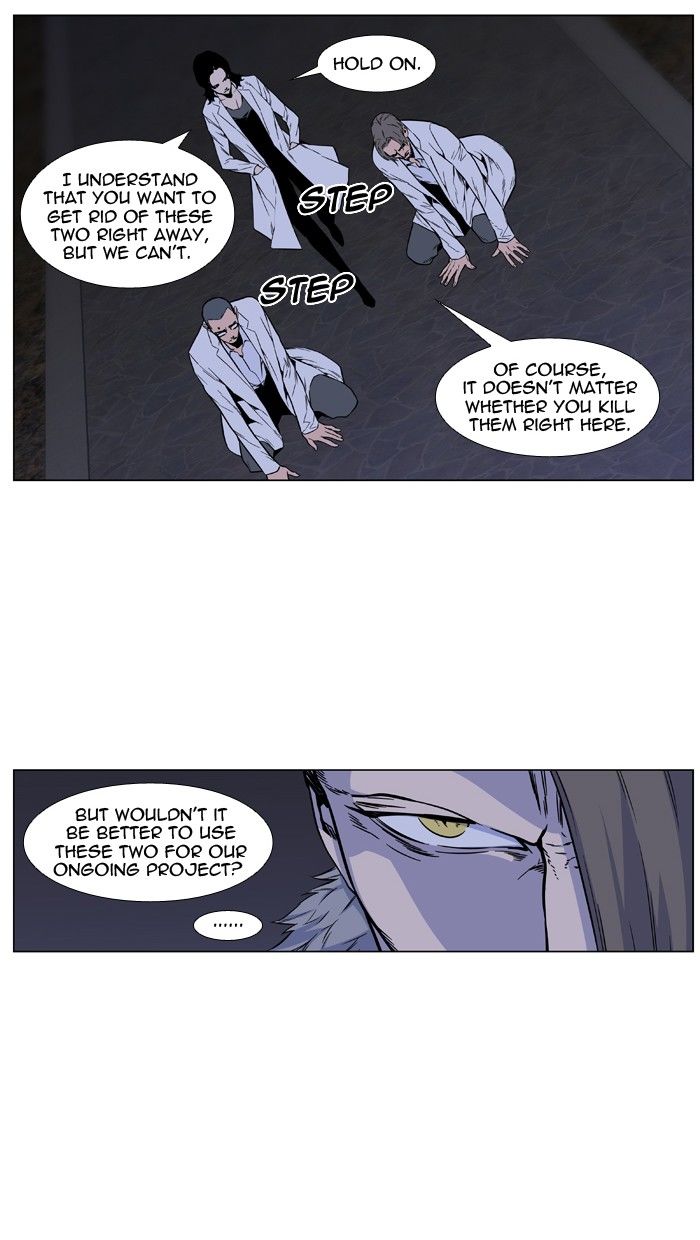 HOLD ON.
I UNDERSTAND
THAT YOU WANT TO
GET RID OF THESE
TWO RIGHT AWAY,
BUT WE CAN'T.
STEP
STEP
OF COURSE,
IT DOESN'T MATTER
WHETHER YOU KILL
THEM RIGHT HERE.
BUT WOULDN'T IT
BE BETTER TO USE
THESE TWO FOR OUR
ONGOING PROJECT?
......